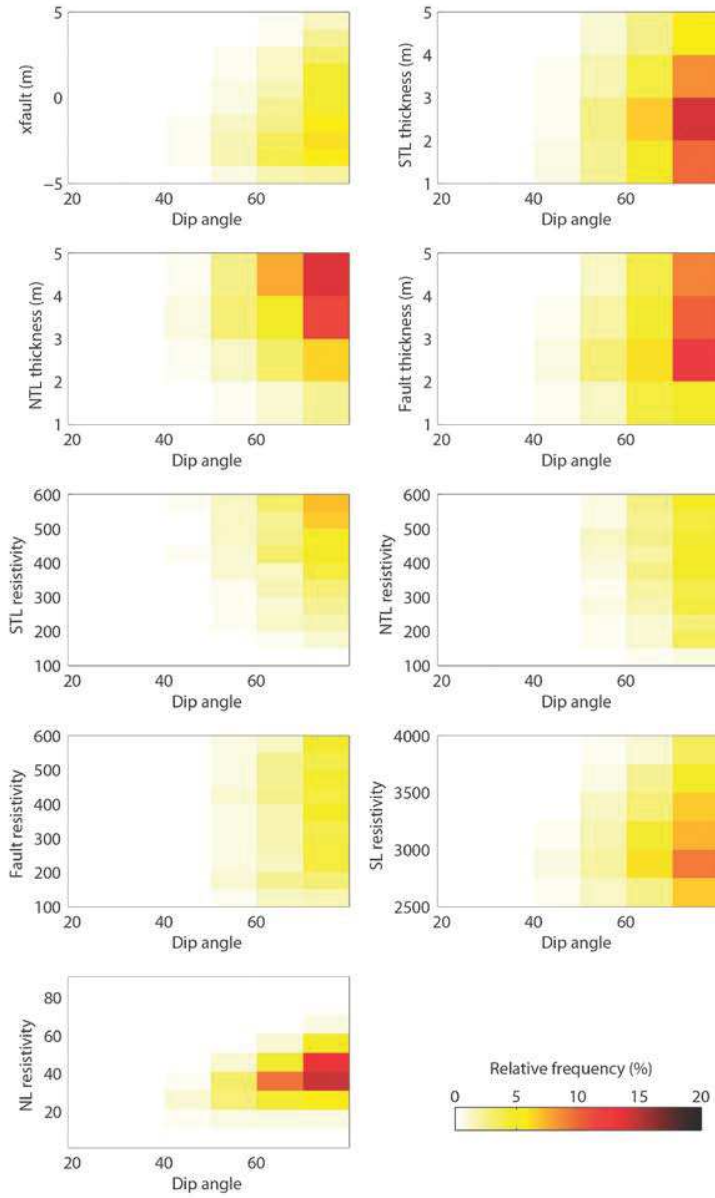 5
0
−5
xfault (m)
20 40 60
Dip angle
5
4
3
2
1
STL thickness (m)
20 40 60
Dip angle
5
4
3
2
1
NTL thickness (m)
20 40 60
Dip angle
5
4
3
2
1
Fault thickness (m)
20 40 60
Dip angle
600
500
400
300
200
100
STL resistivity
20 40 60
Dip angle
600
500
400
300
200
100
NTL resistivity
20 40 60
Dip angle
600
500
400
300
200
100
Fault resistivity
20 40 60
Dip angle
4000
3500
3000
2500
SL resistivity
20 40 60
Dip angle
80
60
40
20
NL resistivity
20 40 60
Dip angle
Relative frequency (%)
0 5 10 15 20